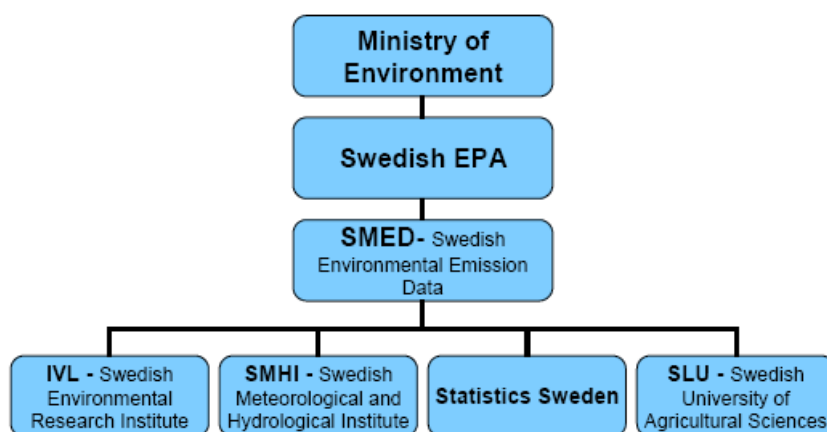 Ministry of
Environment
Swedish EPA
SMED- Swedish
Environmental Emission
Data
IVL - Swedish
Environmental
Research Institute
SMHI - Swedish
Meteorological and
Hydrological Institute
Statistics Sweden
SLU - Swedish
University of
Agricultural Sciences